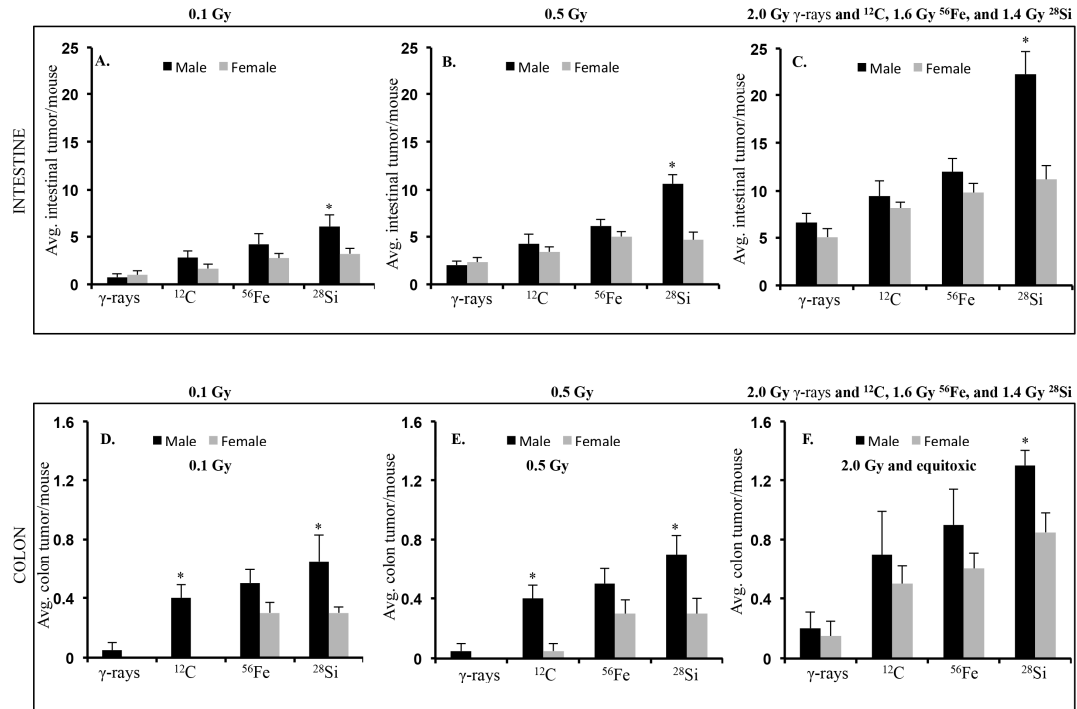 0.1 Gy
0.5 Gy
2.0 Gy γ-rays and ¹²C, 1.6 Gy ⁵⁶Fe, and 1.4 Gy ²⁸Si
INTESTINE
A.
Male Female
Avg. intestinal tumor/mouse
25
20
15
10
5
0
*
γ-rays ¹²C ⁵⁶Fe ²⁸Si
B.
Male Female
Avg. intestinal tumor/mouse
25
20
15
10
5
0
*
γ-rays ¹²C ⁵⁶Fe ²⁸Si
C.
Male Female
Avg. intestinal tumor/mouse
25
20
15
10
5
0
*
γ-rays ¹²C ⁵⁶Fe ²⁸Si
0.1 Gy
0.5 Gy
2.0 Gy γ-rays and ¹²C, 1.6 Gy ⁵⁶Fe, and 1.4 Gy ²⁸Si
COLON
D.
Male Female
0.1 Gy
Avg. colon tumor/mouse
1.6
1.2
0.8
0.4
0
*
*
γ-rays ¹²C ⁵⁶Fe ²⁸Si
E.
Male Female
0.5 Gy
Avg. colon tumor/mouse
1.6
1.2
0.8
0.4
0
*
*
γ-rays ¹²C ⁵⁶Fe ²⁸Si
F.
Male Female
2.0 Gy and equitoxic
Avg. colon tumor/mouse
1.6
1.2
0.8
0.4
0
*
γ-rays ¹²C ⁵⁶Fe ²⁸Si